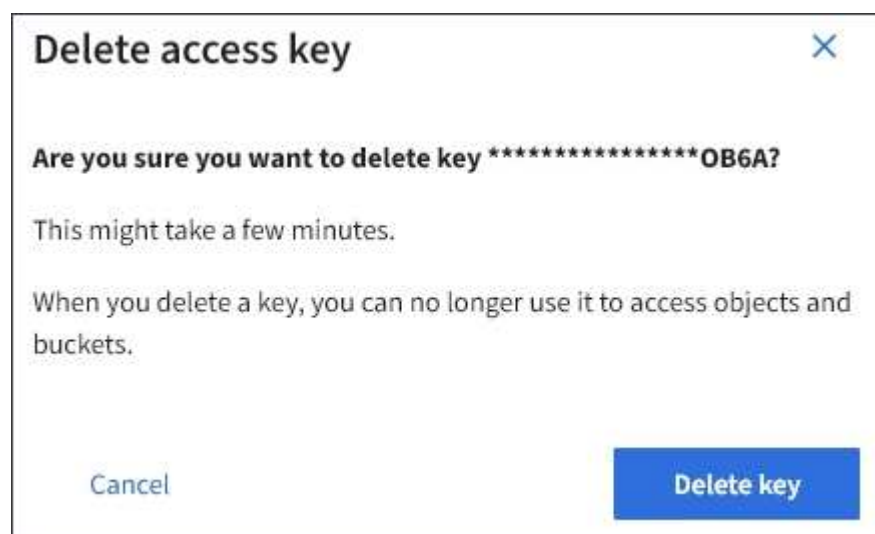 Delete access key
Are you sure you want to delete key ****************OB6A?
This might take a few minutes.
When you delete a key, you can no longer use it to access objects and
buckets.
Cancel
Delete key